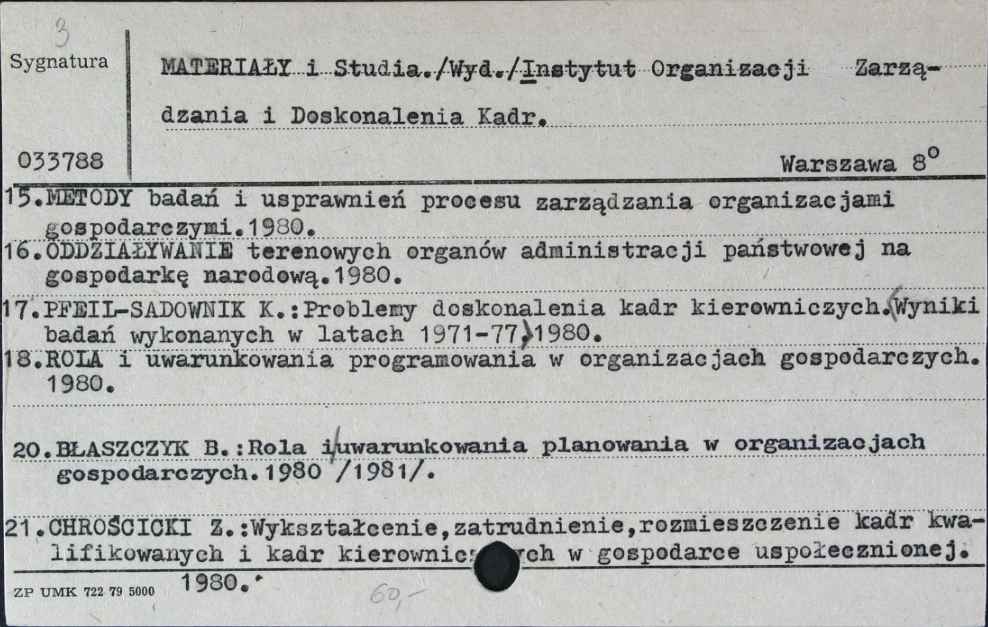 3
Sygnatura
MATERIAŁY i Studia./Wyd./Instytut Organizacji Zarzą-
dzania i Doskonalenia Kadr.
033788
Warszawa 8°
15.METODY badań i usprawnień procesu zarządzania organizacjami
gospodarczymi.1980.
16.ODDZIAŁYWANIE terenowych organów administracji państwowej na
gospodarkę narodową.1980.
17.PFEIL-SADOWNIK K.:Problemy doskonalenia kadr kierowniczych.(Wyniki
badań wykonanych w latach 1971-77)1980.
18.ROLA i uwarunkowania programowania w organizacjach gospodarczych.
1980.
20.BŁASZCZYK B.:Rola i/uwarunkowania planowania w organizacjach
gospodarczych.1980 /1981/.
21.CHROŚCICKI Z.:Wykształcenie,zatrudnienie,rozmieszczenie kadr kwa-
lifikowanych i kadr kierowniczych w gospodarce uspołecznionej.
1980.
ZP UMK 722 79 5000
60,-